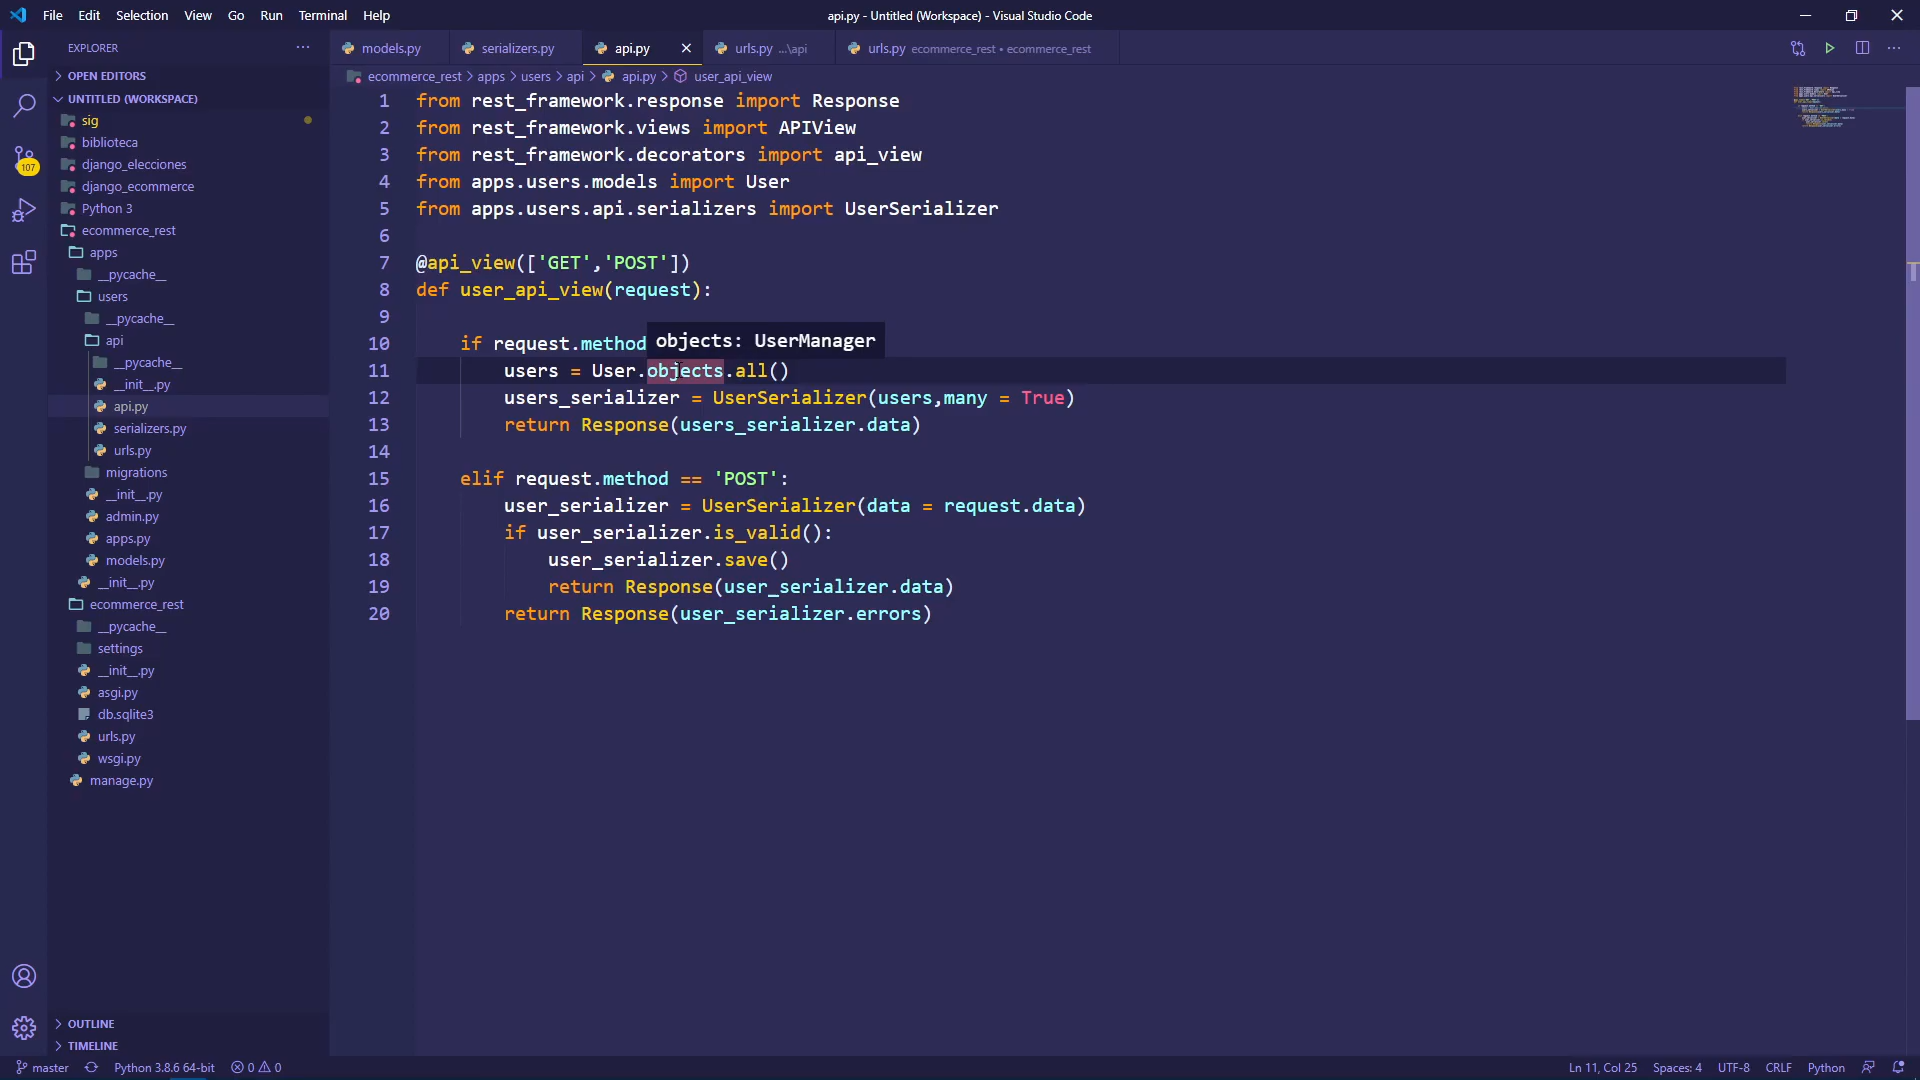 File Edit Selection View Go Run Terminal Help
api.py - Untitled (Workspace) - Visual Studio Code
EXPLORER
OPEN EDITORS
UNTITLED (WORKSPACE)
sig
biblioteca
django_elecciones
django_ecommerce
Python 3
ecommerce_rest
apps
__pycache__
users
__pycache__
api
__pycache__
__init__.py
api.py
serializers.py
urls.py
migrations
__init__.py
admin.py
apps.py
models.py
__init__.py
ecommerce_rest
__pycache__
settings
__init__.py
asgi.py
db.sqlite3
urls.py
wsgi.py
manage.py
OUTLINE
TIMELINE
107
models.py serializers.py api.py urls.py ...\api urls.py ecommerce_rest • ecommerce_rest
ecommerce_rest > apps > users > api > api.py > user_api_view
1 from rest_framework.response import Response
2 from rest_framework.views import APIView
3 from rest_framework.decorators import api_view
4 from apps.users.models import User
5 from apps.users.api.serializers import UserSerializer
6
7 @api_view(['GET','POST'])
8 def user_api_view(request):
9
10 if request.method
objects: UserManager
11 users = User.objects.all()
12 users_serializer = UserSerializer(users,many = True)
13 return Response(users_serializer.data)
14
15 elif request.method == 'POST':
16 user_serializer = UserSerializer(data = request.data)
17 if user_serializer.is_valid():
18 user_serializer.save()
19 return Response(user_serializer.data)
20 return Response(user_serializer.errors)
master Python 3.8.6 64-bit 0 0
Ln 11, Col 25 Spaces: 4 UTF-8 CRLF Python